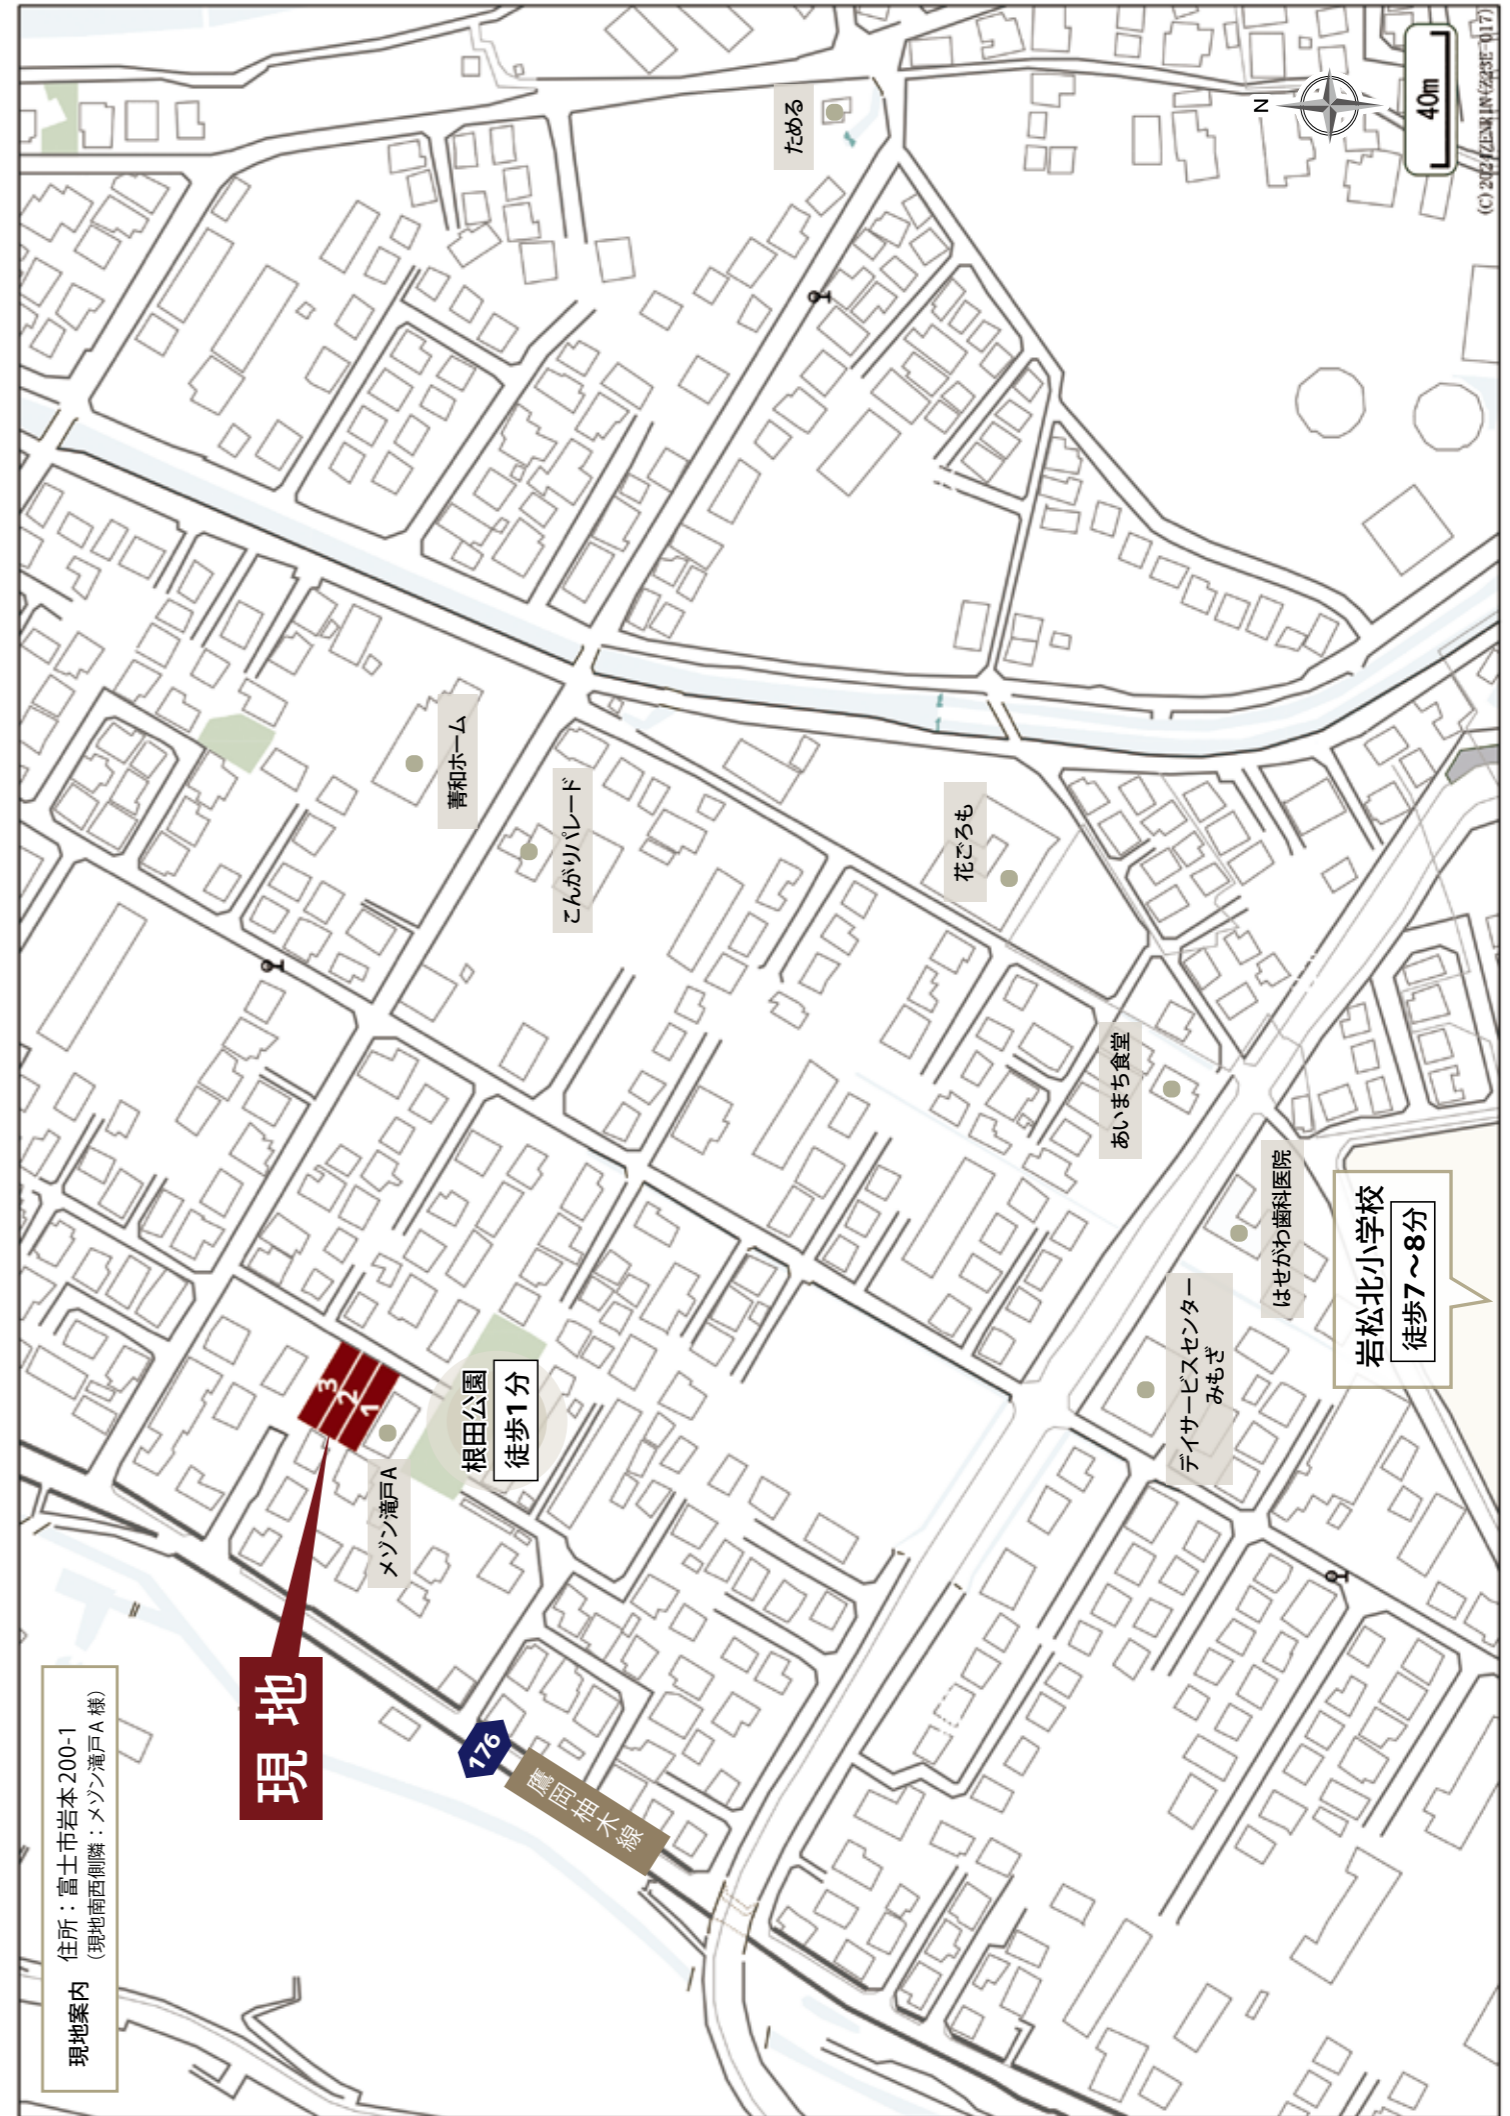 現地案内 住所：富士市岩本200-1
（現地南西側隣：メゾン滝戸A 様）
現地
3
2
1
メゾン滝戸A
根田公園
徒歩1分
176
鷹岡柚木線
菁和ホーム
こんがりパレード
ためる
花ごろも
あいまち食堂
はせがわ歯科医院
デイサービスセンター
みもざ
岩松北小学校
徒歩7～8分
N
40m
(C) 2024ZENRIN(Z23E-017)